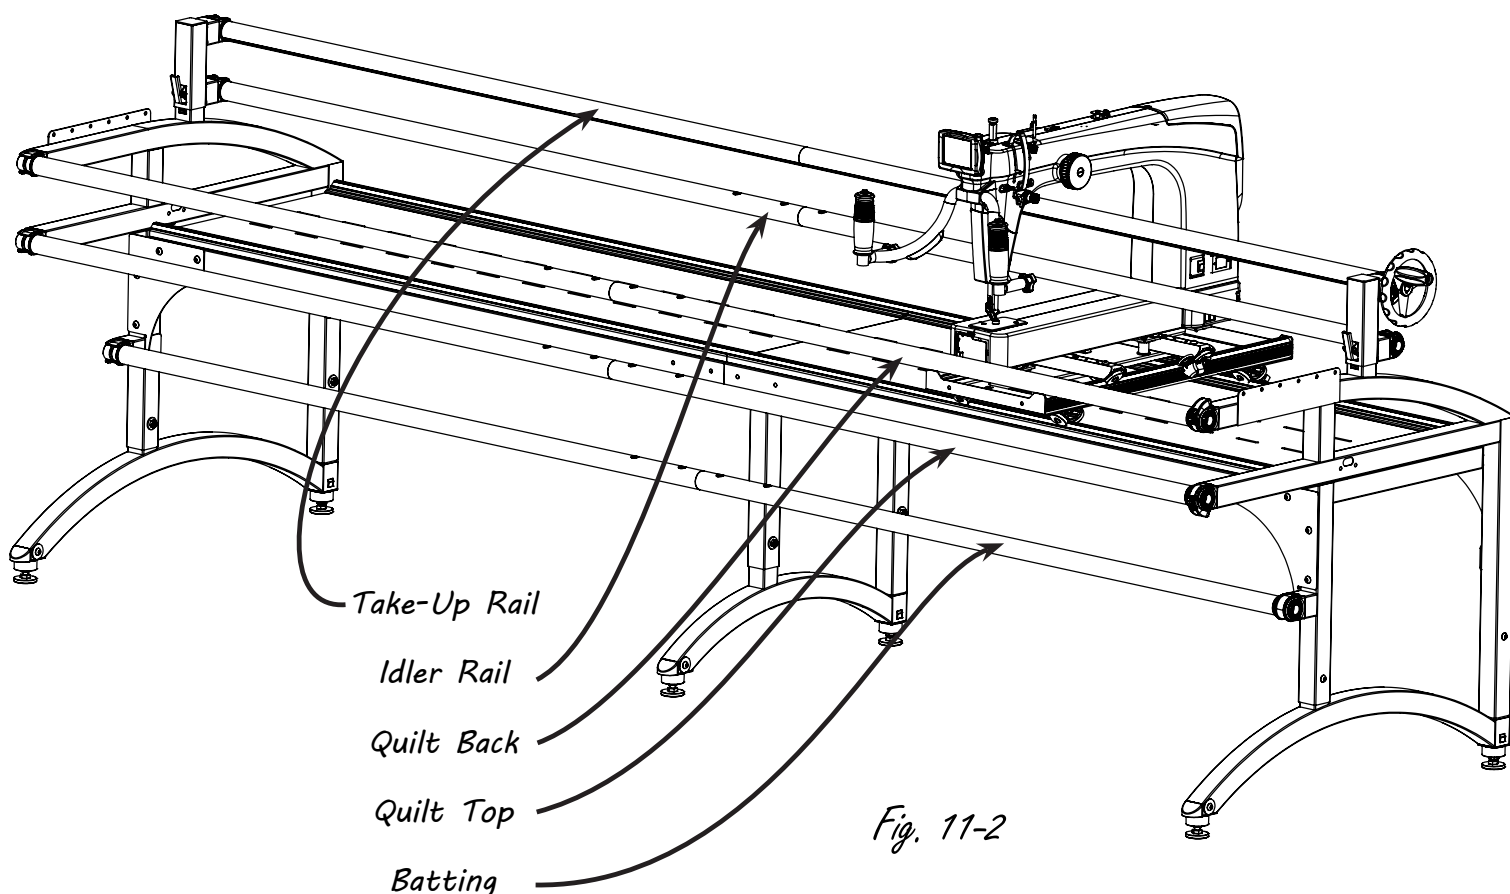 Take-Up Rail
Idler Rail
Quilt Back
Quilt Top
Batting
Fig. 11-2